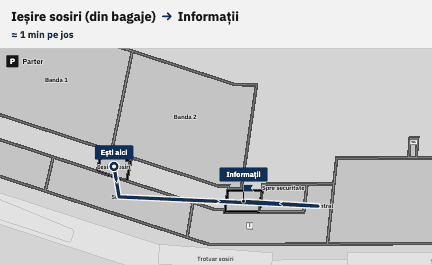 Ieșire sosiri (din bagaje) → Informații
≈ 1 min pe jos
P Parter
Banda 1
Banda 2
Ești aici
Informații
Spre securitate
Trotuar sosiri